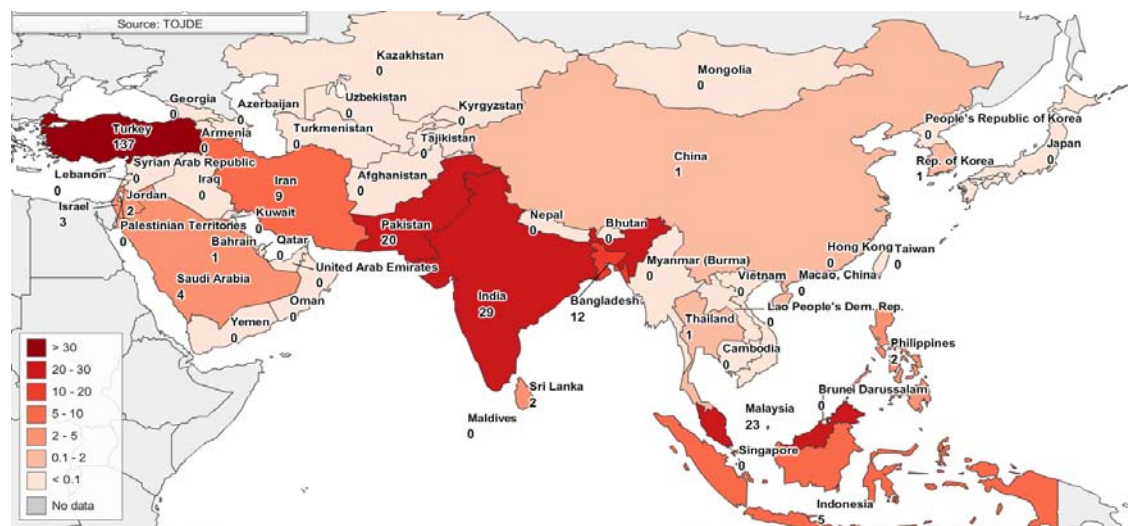 Source: TOJDE
Kazakhstan
0
Mongolia
0
Georgia
0
Azerbaijan
0
Uzbekistan
0
Kyrgyzstan
0
Turkey
137
Armenia
0
Turkmenistan
0
Tajikistan
0
People's Republic of Korea
0
Japan
0
Rep. of Korea
1
China
1
Syrian Arab Republic
0
Lebanon
0
Iraq
0
Iran
9
Afghanistan
0
Israel
3
Jordan
2
Palestinian Territories
0
Kuwait
0
Pakistan
20
Nepal
0
Bhutan
0
Bahrain
1
Qatar
0
United Arab Emirates
0
Saudi Arabia
4
Oman
0
Yemen
0
India
29
Bangladesh
12
Myanmar (Burma)
0
Hong Kong
0
Taiwan
0
Vietnam
0
Macao, China
0
Lao People's Dem. Rep.
0
Thailand
1
Cambodia
0
Philippines
2
Sri Lanka
2
Maldives
0
Brunei Darussalam
0
Malaysia
23
Singapore
0
Indonesia
5
> 30
20 - 30
10 - 20
5 - 10
2 - 5
0.1 - 2
< 0.1
No data